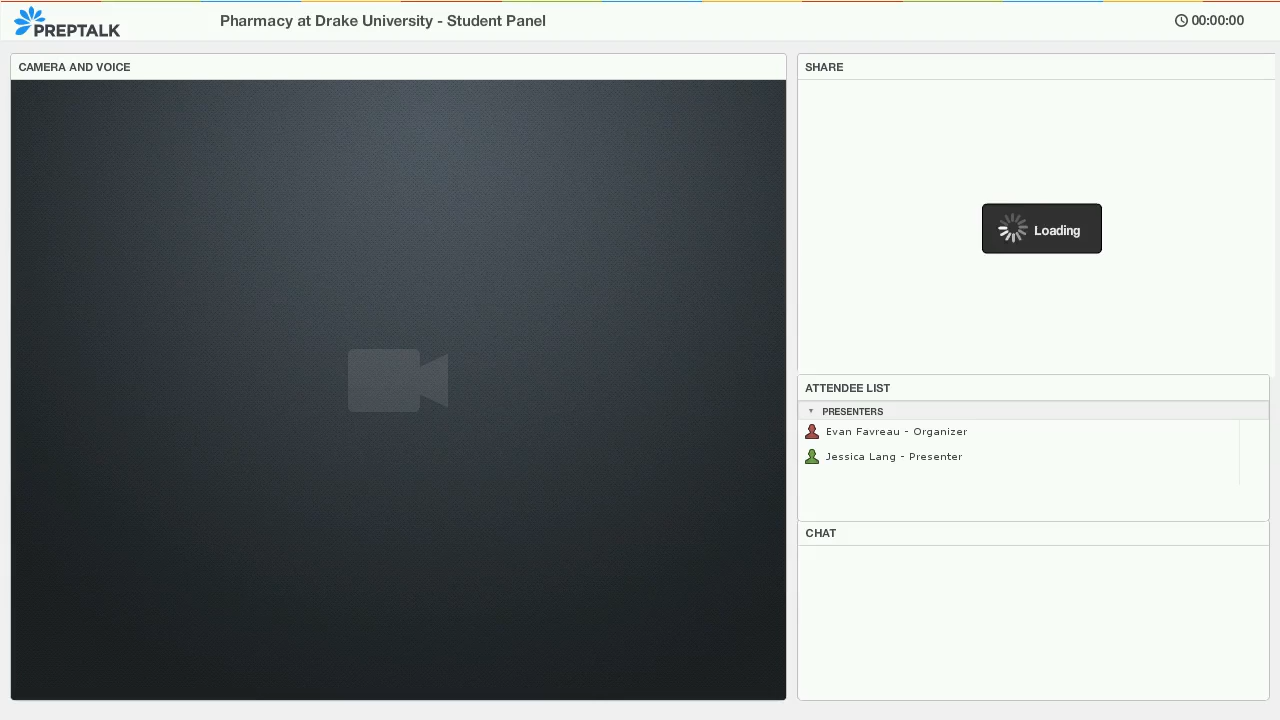 PREPTALK
Pharmacy at Drake University - Student Panel
00:00:00
CAMERA AND VOICE
SHARE
Loading
ATTENDEE LIST
PRESENTERS
Evan Favreau - Organizer
Jessica Lang - Presenter
CHAT